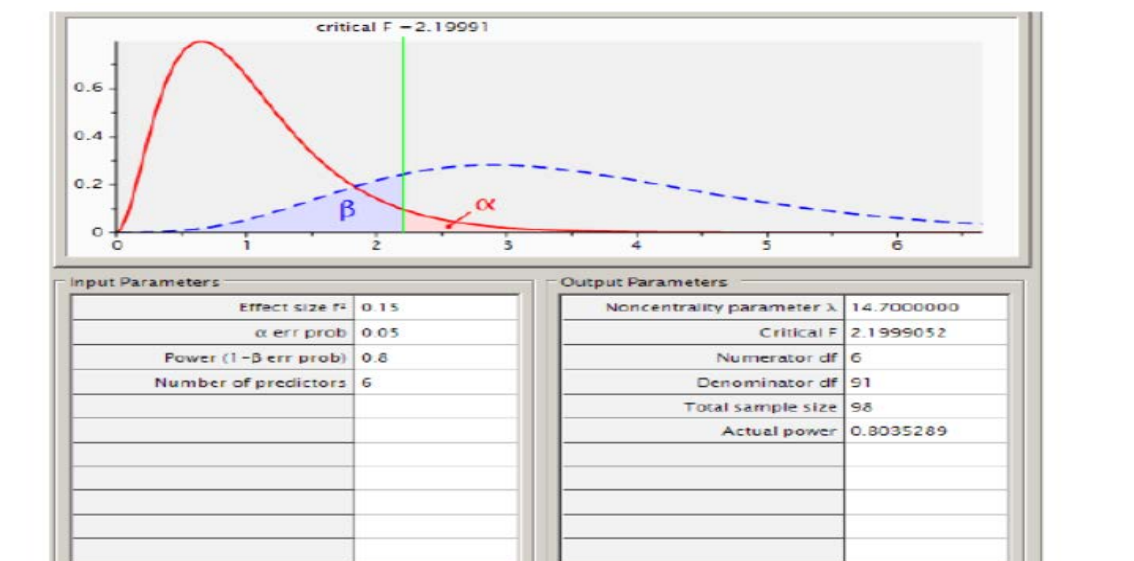 critical F = 2.19991
0.6
0.4
0.2
0
β
α
0 1 2 3 4 5 6
Input Parameters
Effect size f² 0.15
α err prob 0.05
Power (1-β err prob) 0.8
Number of predictors 6
Output Parameters
Noncentrality parameter λ 14.7000000
Critical F 2.1999052
Numerator df 6
Denominator df 91
Total sample size 98
Actual power 0.8035289